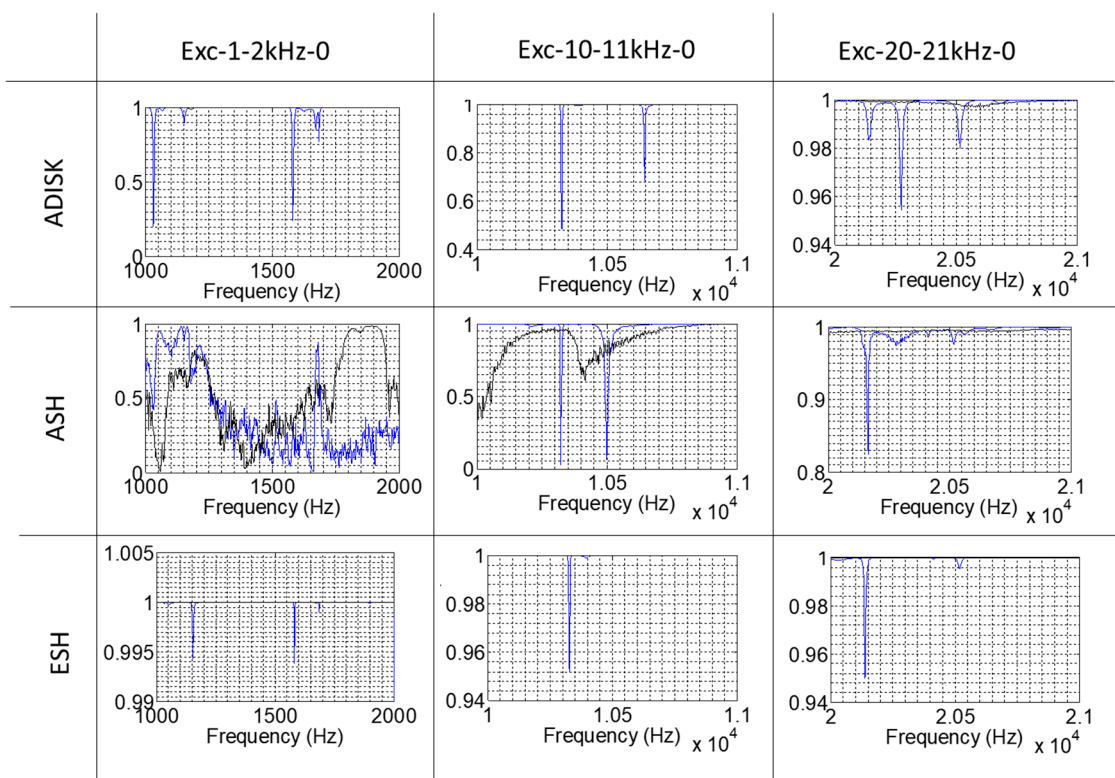 Exc-1-2kHz-0 Exc-10-11kHz-0 Exc-20-21kHz-0
ADISK
1
0.5
0
1000 1500 2000
Frequency (Hz)
1
0.8
0.6
0.4
1 1.05 1.1
Frequency (Hz) x 10^4
1
0.98
0.96
0.94
2 2.05 2.1
Frequency (Hz) x 10^4
ASH
1
0.5
0
1000 1500 2000
Frequency (Hz)
1
0.5
0
1 1.05 1.1
Frequency (Hz) x 10^4
1
0.9
0.8
2 2.05 2.1
Frequency (Hz) x 10^4
ESH
1.005
1
0.995
0.99
1000 1500 2000
Frequency (Hz)
1
0.98
0.96
0.94
1 1.05 1.1
Frequency (Hz) x 10^4
1
0.98
0.96
0.94
2 2.05 2.1
Frequency (Hz) x 10^4